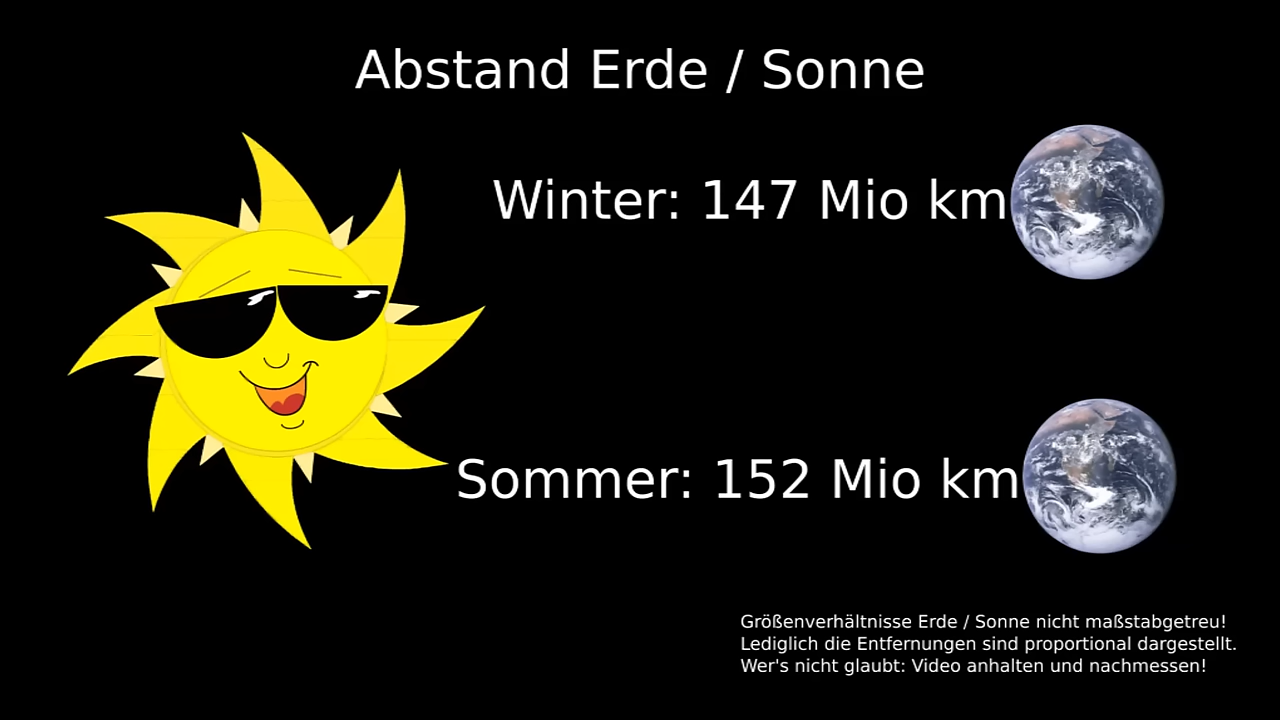 Abstand Erde / Sonne
Winter: 147 Mio km
Sommer: 152 Mio km
Größenverhältnisse Erde / Sonne nicht maßstabgetreu!
Lediglich die Entfernungen sind proportional dargestellt.
Wer's nicht glaubt: Video anhalten und nachmessen!